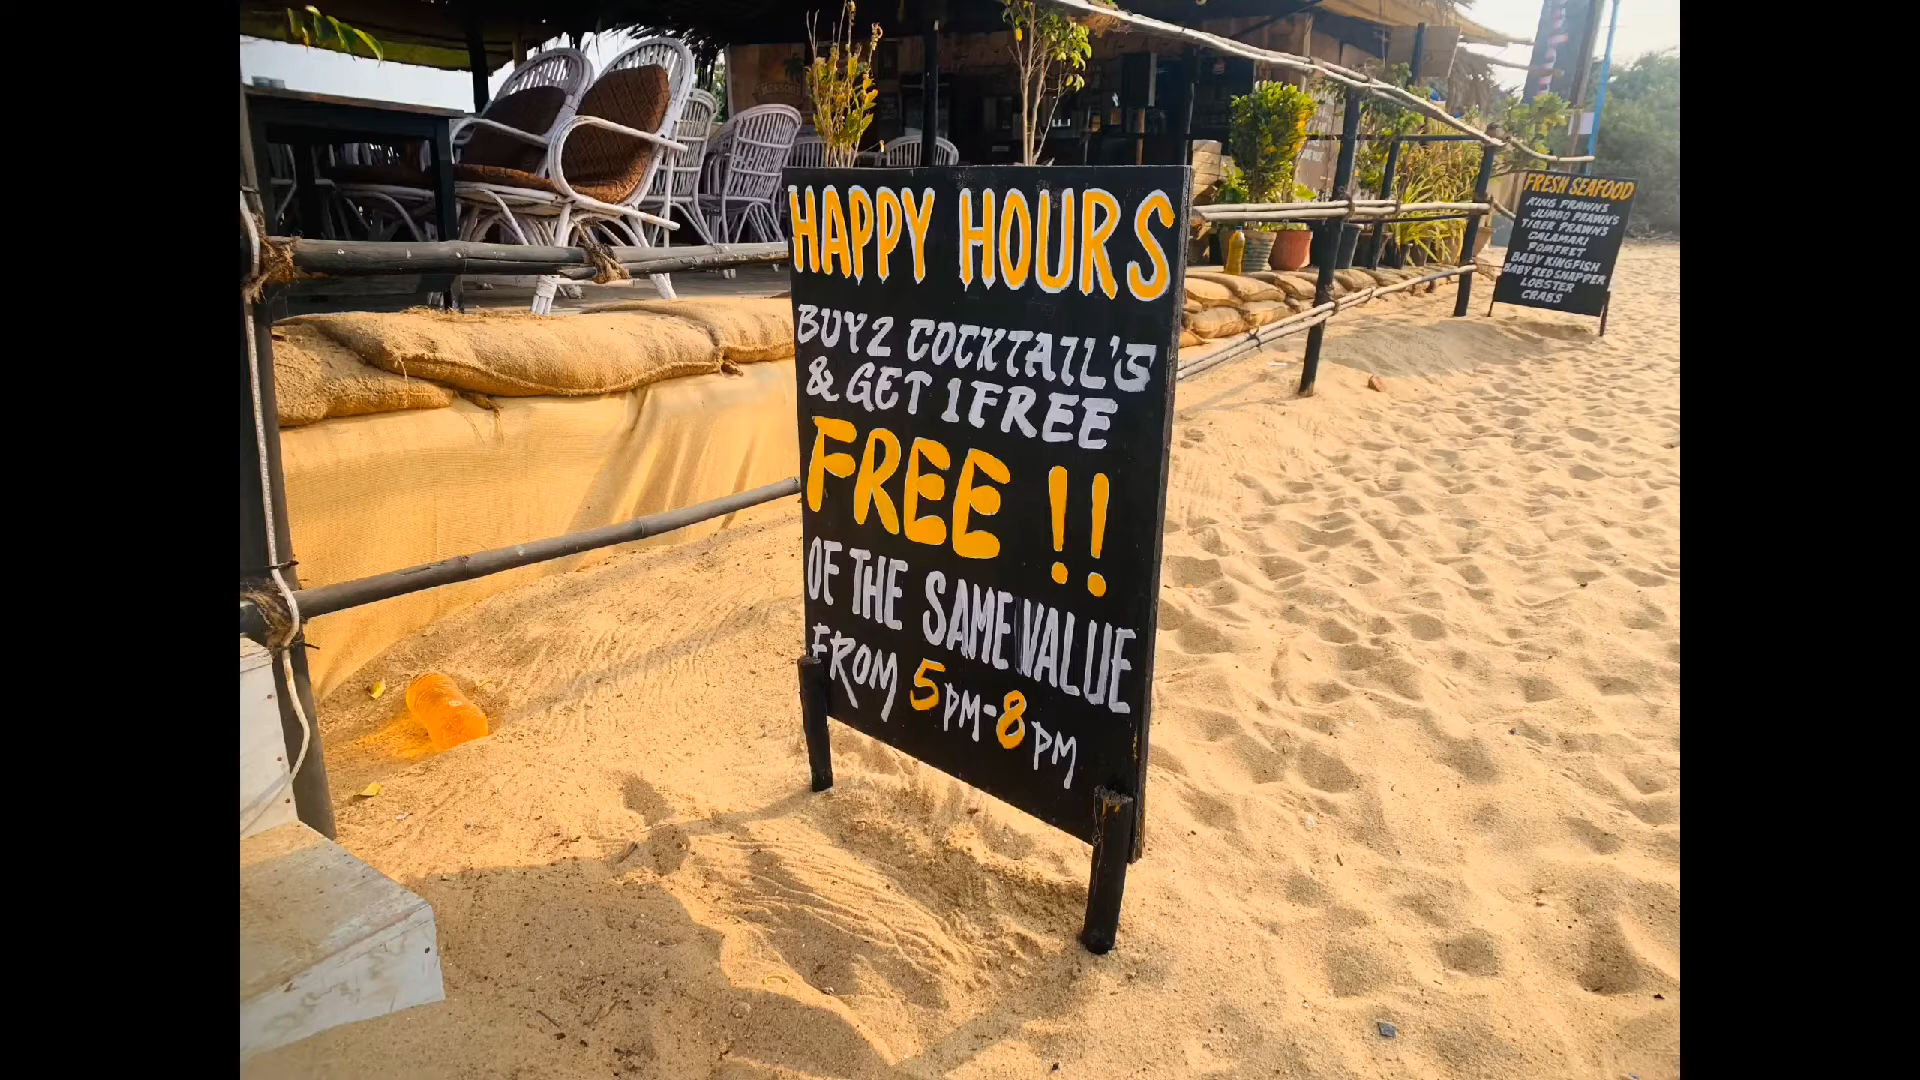 HAPPY HOURS
BUY 2 COCKTAIL'S
& GET 1 FREE
FREE !!
OF THE SAME VALUE
FROM 5PM-8PM
FRESH SEAFOOD
KING PRAWNS
JUMBO PRAWNS
TIGER PRAWNS
CALAMARI
POMFRET
BABY KINGFISH
BABY RED SNAPPER
LOBSTER
CRABS